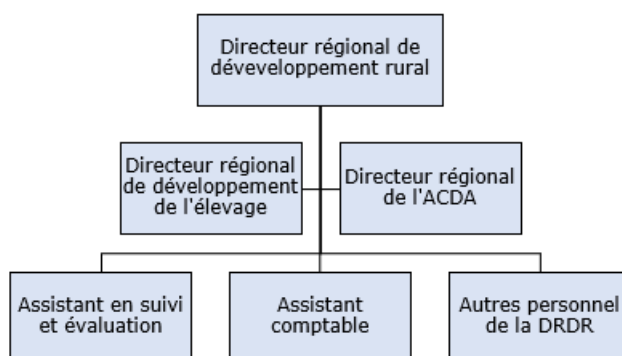 Directeur régional de
déveveloppement rural
Directeur régional
de développement
de l'élevage
Directeur régional
de l'ACDA
Assistant en suivi
et évaluation
Assistant
comptable
Autres personnel
de la DRDR